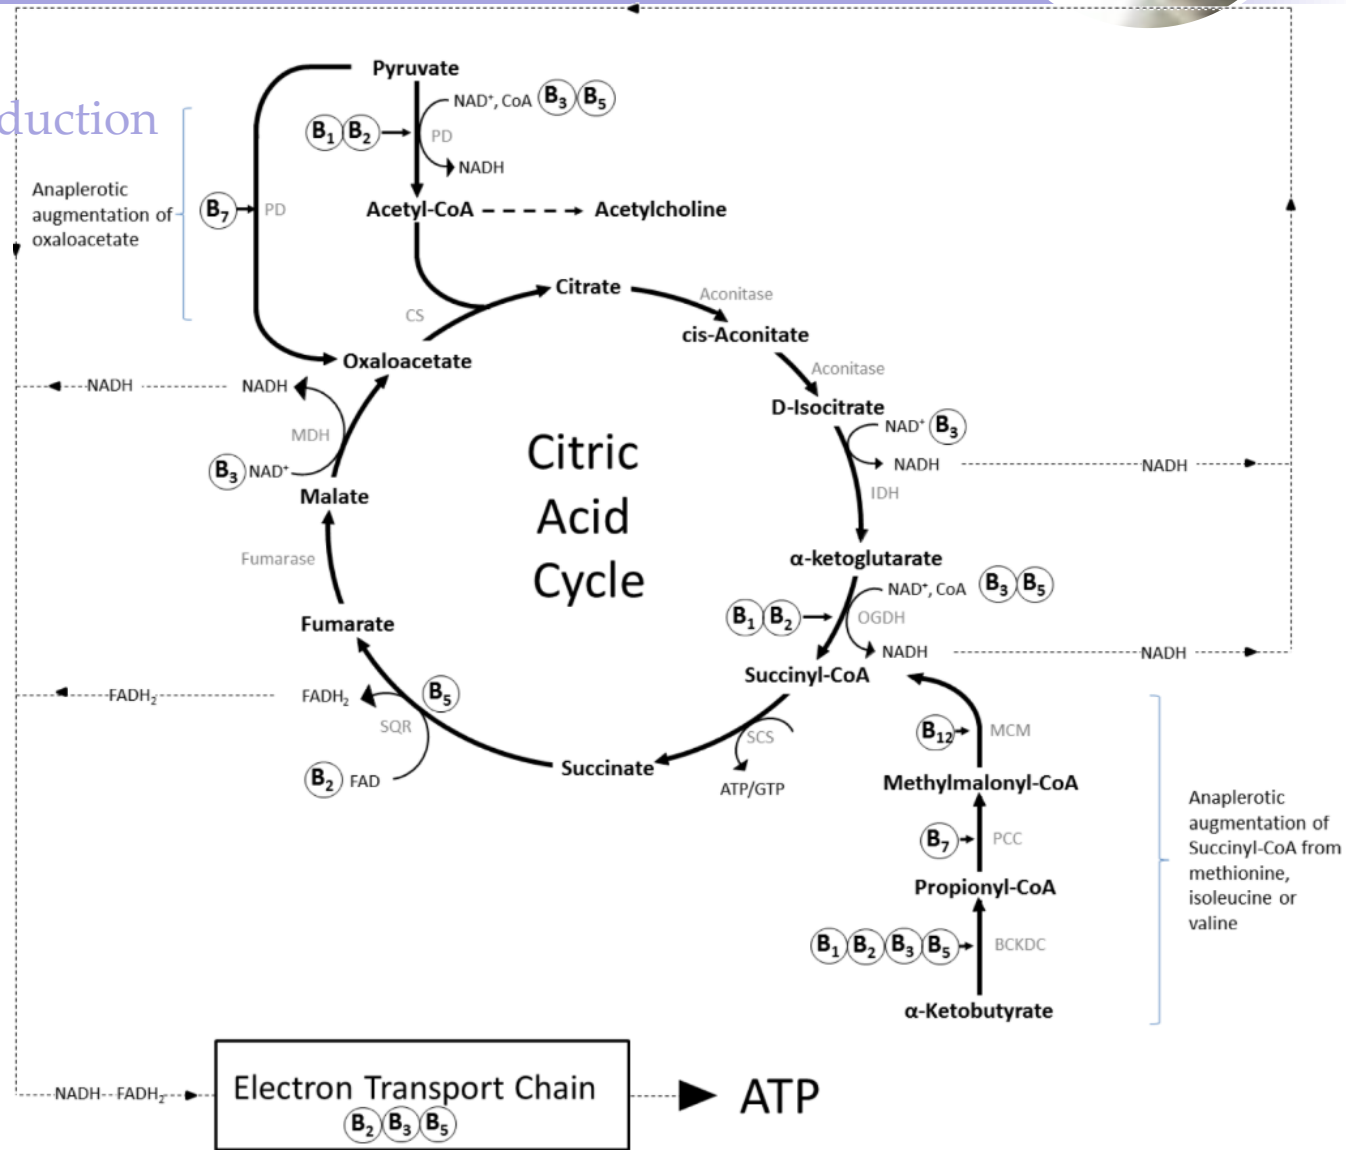 duction
Pyruvate
NAD⁺, CoA B₃ B₅
B₁ B₂
PD
NADH
Anaplerotic
augmentation of
oxaloacetate
B₇
PD
Acetyl-CoA
Acetylcholine
Citrate
Aconitase
CS
cis-Aconitate
Oxaloacetate
Aconitase
NADH
NADH
D-Isocitrate
NAD⁺ B₃
MDH
NADH
NADH
B₃ NAD⁺
IDH
Malate
Citric
Acid
Cycle
Fumarase
α-ketoglutarate
NAD⁺, CoA B₃ B₅
B₁ B₂
OGDH
Fumarate
NADH
NADH
Succinyl-CoA
FADH₂
FADH₂
B₅
SQR
SCS
B₁₂
MCM
B₂ FAD
Succinate
ATP/GTP
Methylmalonyl-CoA
B₇
PCC
Propionyl-CoA
B₁ B₂ B₃ B₅
BCKDC
α-Ketobutyrate
Anaplerotic
augmentation of
Succinyl-CoA from
methionine,
isoleucine or
valine
NADH
FADH₂
Electron Transport Chain
B₂ B₃ B₅
ATP